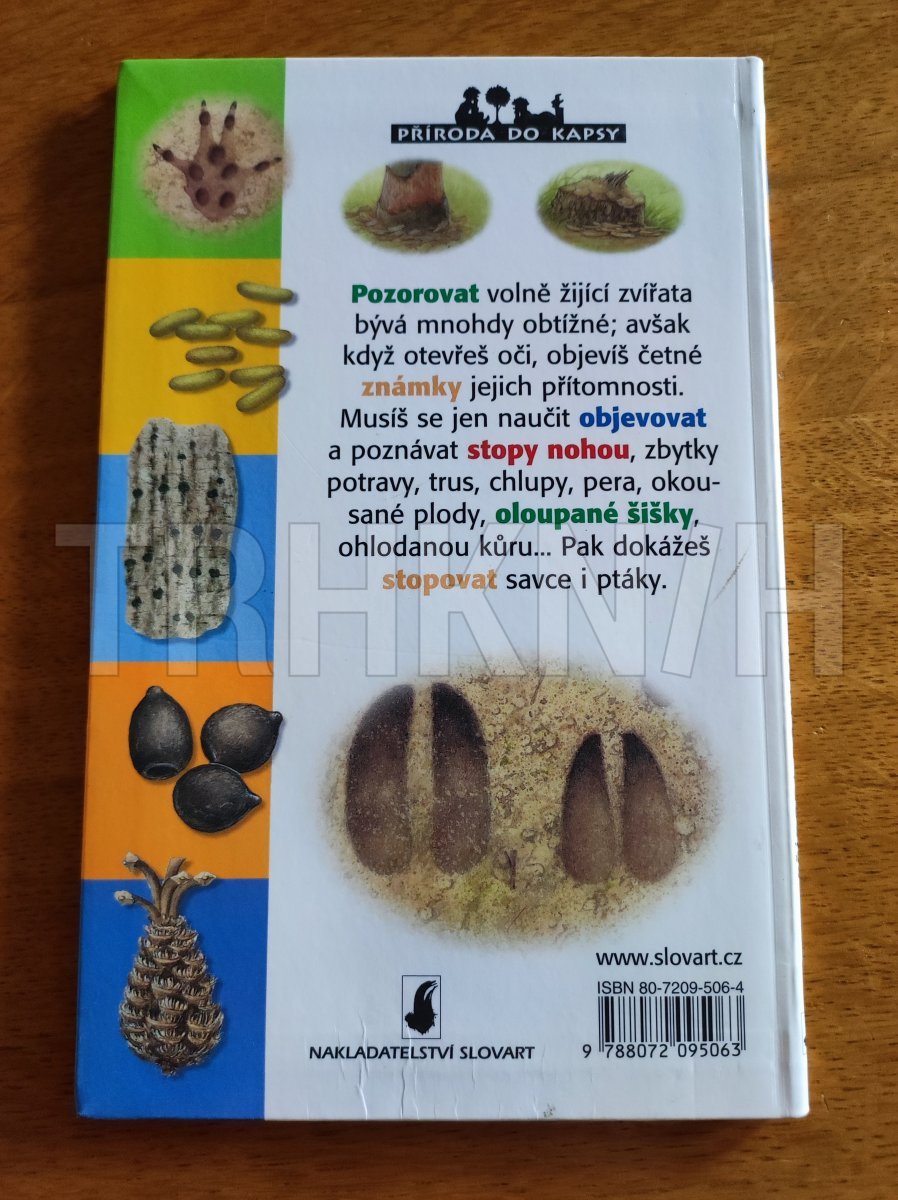 PŘÍRODA DO KAPSY
Pozorovat volně žijící zvířata
bývá mnohdy obtížné; avšak
když otevřeš oči, objevíš četné
známky jejich přítomnosti.
Musíš se jen naučit objevovat
a poznávat stopy nohou, zbytky
potravy, trus, chlupy, pera, okou-
sané plody, oloupané šišky,
ohlodanou kůru... Pak dokážeš
stopovat savce i ptáky.
TRHKNIH
www.slovart.cz
ISBN 80-7209-506-4
9 788072 095063
NAKLADATELSTVÍ SLOVART